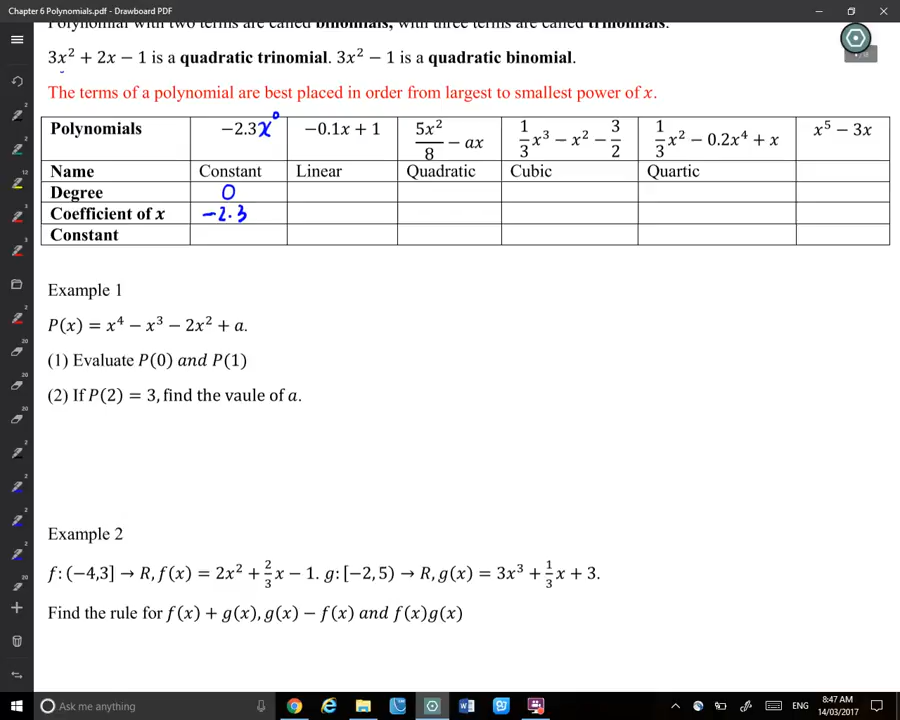 Chapter 6 Polynomials.pdf - Drawboard PDF
Polynomial with two terms are called binomials, with three terms are called trinomials.
3x² + 2x − 1 is a quadratic trinomial. 3x² − 1 is a quadratic binomial.
The terms of a polynomial are best placed in order from largest to smallest power of x.
Polynomials −2.3x⁰ −0.1x + 1 5x²/8 − ax 1/3x³ − x² − 3/2 1/3x² − 0.2x⁴ + x x⁵ − 3x
Name Constant Linear Quadratic Cubic Quartic
Degree 0
Coefficient of x −2.3
Constant
Example 1
P(x) = x⁴ − x³ − 2x² + a.
(1) Evaluate P(0) and P(1)
(2) If P(2) = 3, find the vaule of a.
Example 2
f: (−4,3] → R, f(x) = 2x² + 2/3x − 1. g: [−2, 5) → R, g(x) = 3x³ + 1/3x + 3.
Find the rule for f(x) + g(x), g(x) − f(x) and f(x)g(x)
Ask me anything
ENG
8:47 AM
14/03/2017